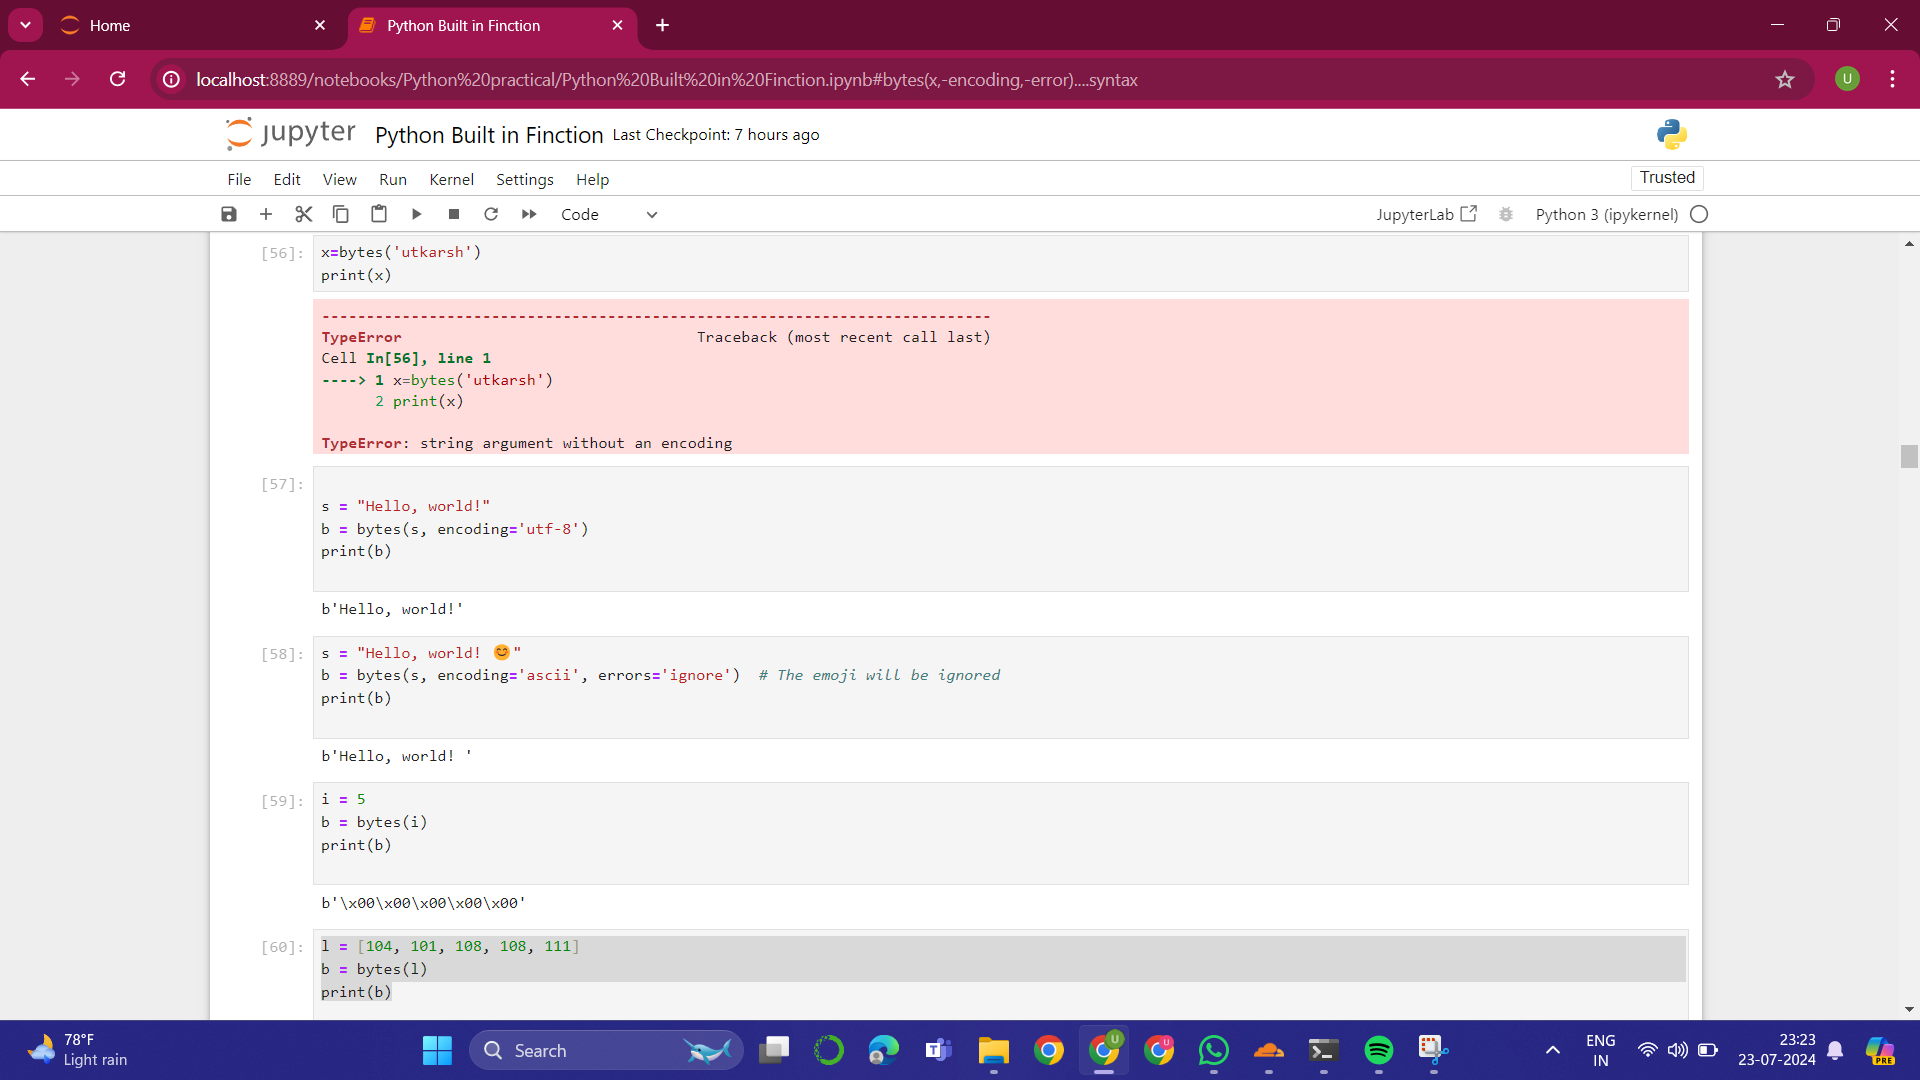 Home
Python Built in Finction
localhost:8889/notebooks/Python%20practical/Python%20Built%20in%20Finction.ipynb#bytes(x,-encoding,-error)....syntax
U
jupyter Python Built in Finction Last Checkpoint: 7 hours ago
File Edit View Run Kernel Settings Help
Trusted
Code
JupyterLab
Python 3 (ipykernel)
[56]:
x=bytes('utkarsh')
print(x)
---------------------------------------------------------------------------
TypeError                                 Traceback (most recent call last)
Cell In[56], line 1
----> 1 x=bytes('utkarsh')
      2 print(x)
TypeError: string argument without an encoding
[57]:
s = "Hello, world!"
b = bytes(s, encoding='utf-8')
print(b)
b'Hello, world!'
[58]:
s = "Hello, world! 😊"
b = bytes(s, encoding='ascii', errors='ignore')  # The emoji will be ignored
print(b)
b'Hello, world! '
[59]:
i = 5
b = bytes(i)
print(b)
b'\x00\x00\x00\x00\x00'
[60]:
l = [104, 101, 108, 108, 111]
b = bytes(l)
print(b)
78°F
Light rain
Search
U
U
ENG
IN
23:23
23-07-2024
PRE